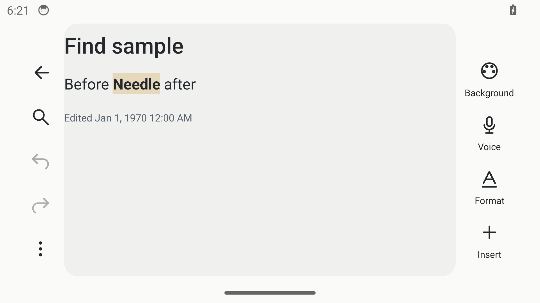 6:21
Find sample
Before Needle after
Edited Jan 1, 1970 12:00 AM
Background
Voice
Format
Insert